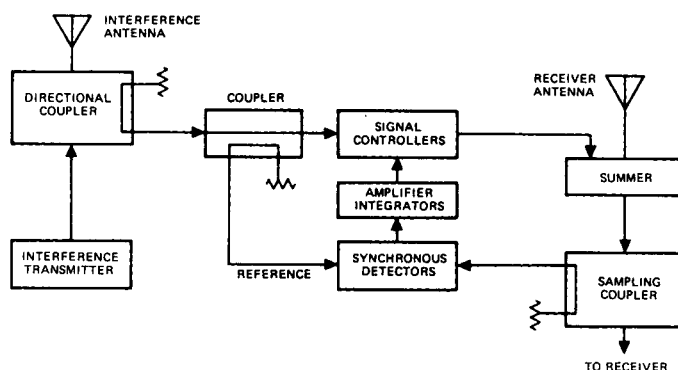 INTERFERENCE
ANTENNA
DIRECTIONAL
COUPLER
INTERFERENCE
TRANSMITTER
COUPLER
REFERENCE
SIGNAL
CONTROLLERS
AMPLIFIER
INTEGRATORS
SYNCHRONOUS
DETECTORS
RECEIVER
ANTENNA
SUMMER
SAMPLING
COUPLER
TO RECEIVER